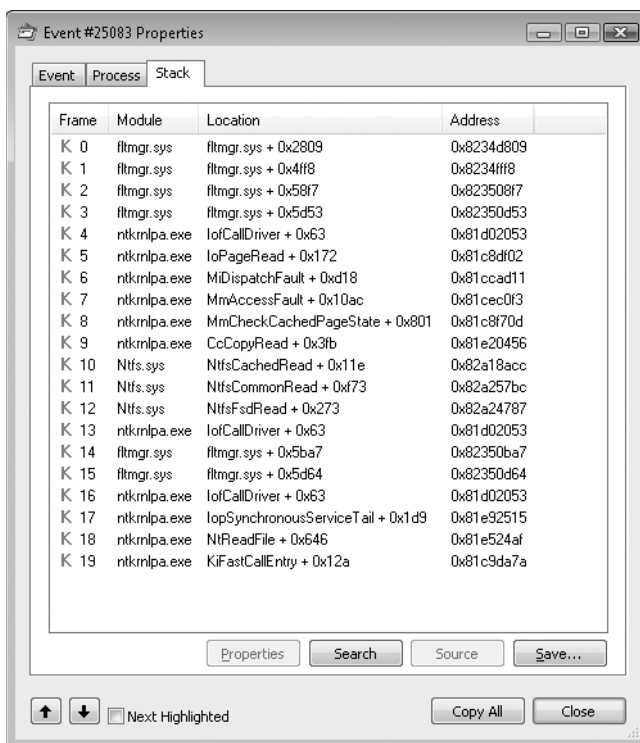 Event #25083 Properties
Event Process Stack
Frame Module Location Address
K 0 fltmgr.sys fltmgr.sys + 0x2809 0x8234d809
K 1 fltmgr.sys fltmgr.sys + 0x4ff8 0x8234fff8
K 2 fltmgr.sys fltmgr.sys + 0x58f7 0x823508f7
K 3 fltmgr.sys fltmgr.sys + 0x5d53 0x82350d53
K 4 ntkrnlpa.exe IofCallDriver + 0x63 0x81d02053
K 5 ntkrnlpa.exe IoPageRead + 0x172 0x81c8df02
K 6 ntkrnlpa.exe MiDispatchFault + 0xd18 0x81ccad11
K 7 ntkrnlpa.exe MmAccessFault + 0x10ac 0x81cec0f3
K 8 ntkrnlpa.exe MmCheckCachedPageState + 0x801 0x81c8f70d
K 9 ntkrnlpa.exe CcCopyRead + 0x3fb 0x81e20456
K 10 Ntfs.sys NtfsCachedRead + 0x11e 0x82a18acc
K 11 Ntfs.sys NtfsCommonRead + 0xf73 0x82a257bc
K 12 Ntfs.sys NtfsFsdRead + 0x273 0x82a24787
K 13 ntkrnlpa.exe IofCallDriver + 0x63 0x81d02053
K 14 fltmgr.sys fltmgr.sys + 0x5ba7 0x82350ba7
K 15 fltmgr.sys fltmgr.sys + 0x5d64 0x82350d64
K 16 ntkrnlpa.exe IofCallDriver + 0x63 0x81d02053
K 17 ntkrnlpa.exe IopSynchronousServiceTail + 0x1d9 0x81e92515
K 18 ntkrnlpa.exe NtReadFile + 0x646 0x81e524af
K 19 ntkrnlpa.exe KiFastCallEntry + 0x12a 0x81c9da7a
Properties Search Source Save...
Next Highlighted Copy All Close